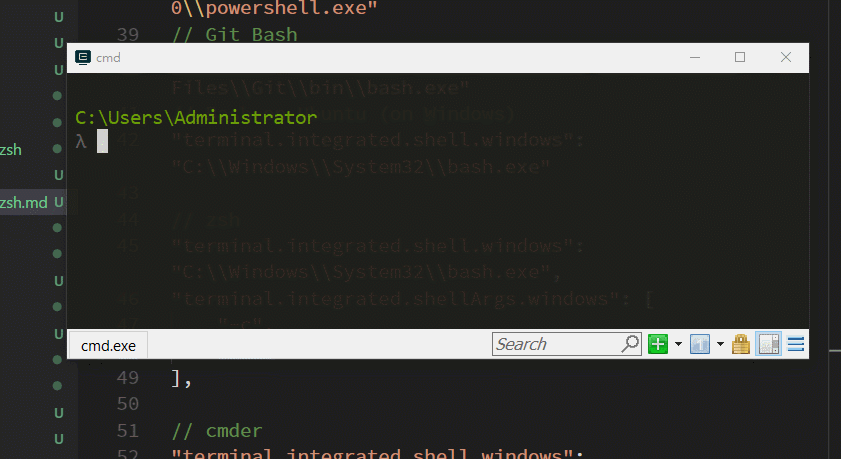 U
0\\powershell.exe"
39 // Git Bash
U
cmd
U
Files\\Git\\bin\\bash.exe"
C:\Users\Administrator
(on Windows)
λ
42 "terminal.integrated.shell.windows":
zsh
"C:\\Windows\\System32\\bash.exe"
U
43
zsh.md U
44 // zsh
45 "terminal.integrated.shell.windows":
"C:\\Windows\\System32\\bash.exe",
U
46 "terminal.integrated.shellArgs.windows": [
47 "-c"
U
cmd.exe
Search
1
49 ],
50
U
51 // cmder
U
52 "terminal.integrated.shell.windows":